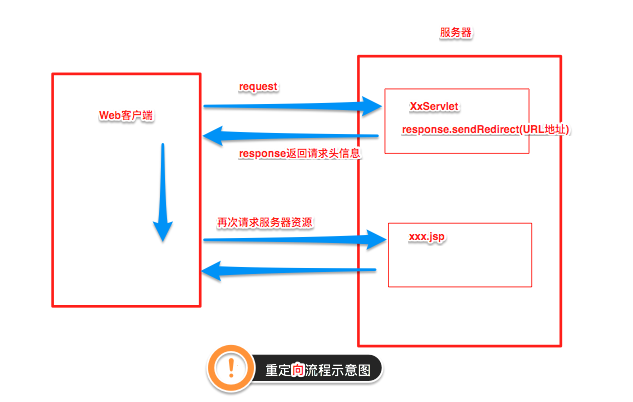 服务器
request
Web客户端
XxServlet
response.sendRedirect(URL地址)
response返回请求头信息
再次请求服务器资源
xxx.jsp
重定向流程示意图